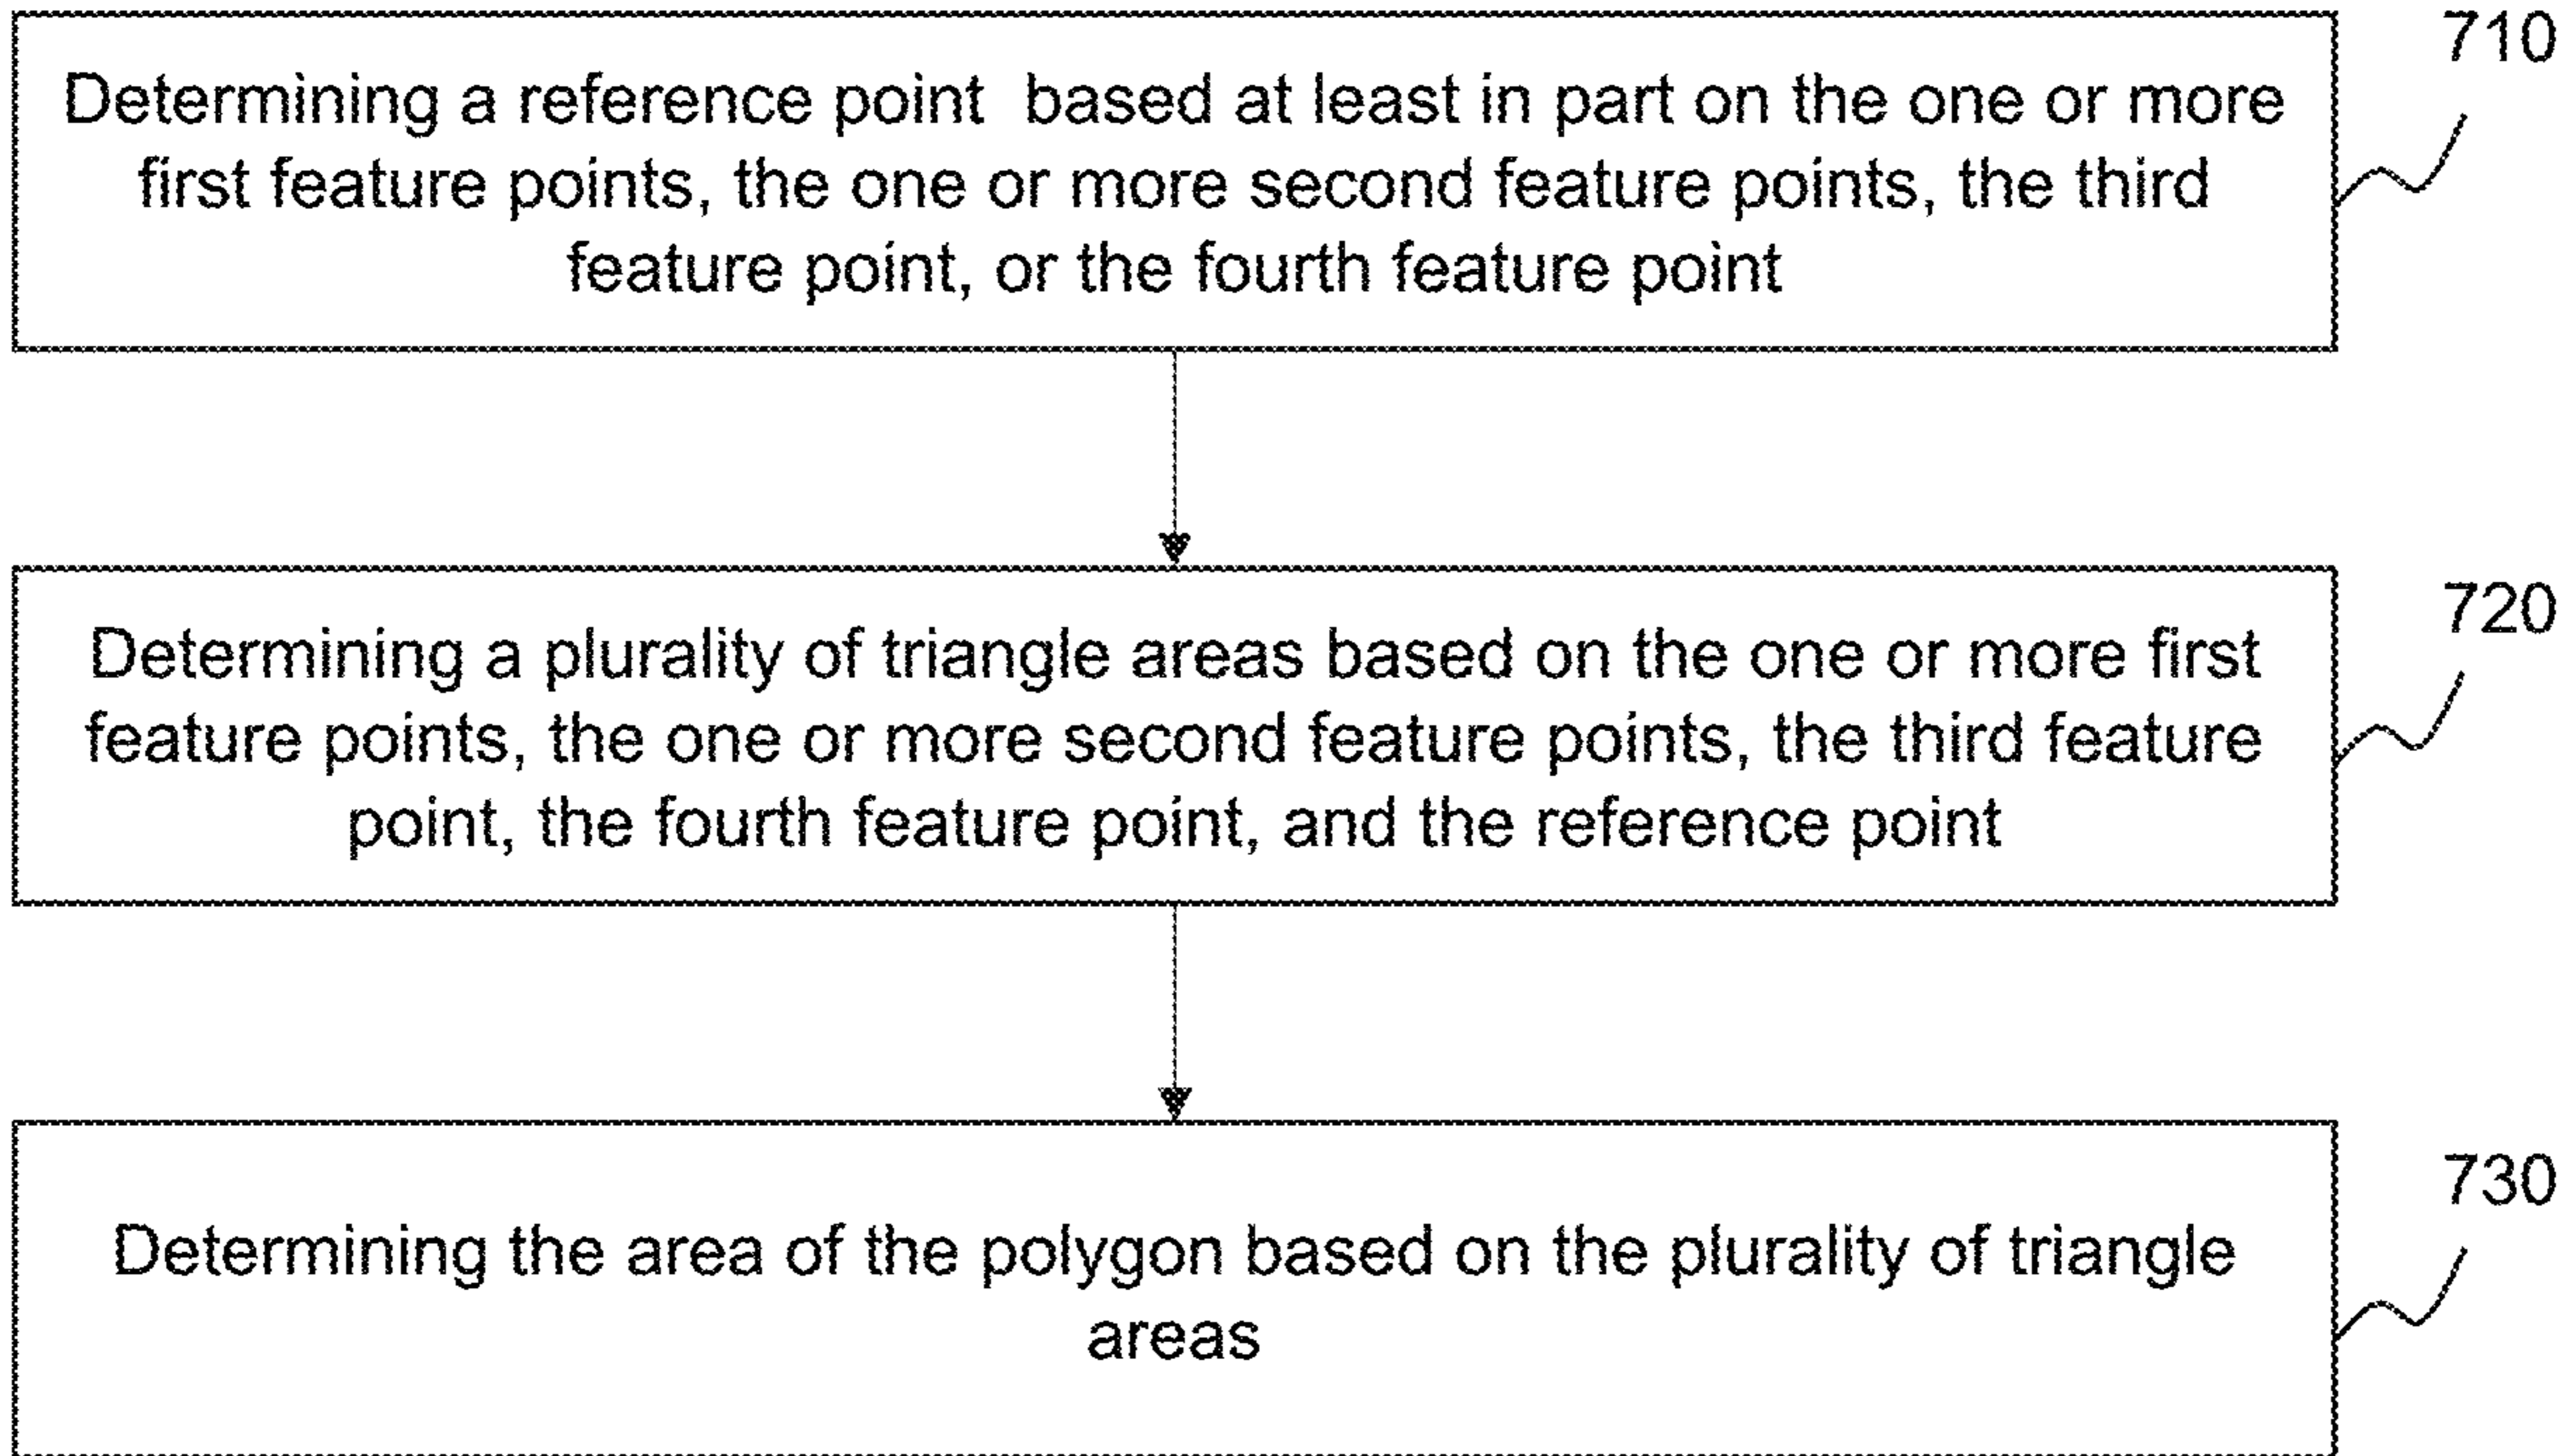 710
Determining a reference point based at least in part on the one or more
first feature points, the one or more second feature points, the third
feature point, or the fourth feature point
720
Determining a plurality of triangle areas based on the one or more first
feature points, the one or more second feature points, the third feature
point, the fourth feature point, and the reference point
730
Determining the area of the polygon based on the plurality of triangle
areas